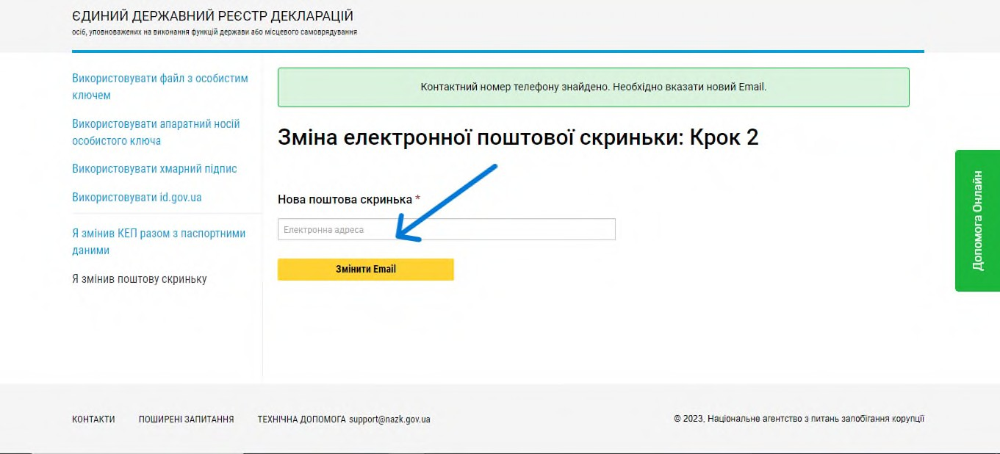 ЄДИНИЙ ДЕРЖАВНИЙ РЕЄСТР ДЕКЛАРАЦІЙ
осіб, уповноважених на виконання функцій держави або місцевого самоврядування
Використовувати файл з особистим
ключем
Використовувати апаратний носій
особистого ключа
Використовувати хмарний підпис
Використовувати id.gov.ua
Я змінив КЕП разом з паспортними
даними
Я змінив поштову скриньку
Контактний номер телефону знайдено. Необхідно вказати новий Email.
Зміна електронної поштової скриньки: Крок 2
Нова поштова скринька *
Електронна адреса
Змінити Email
Допомога Онлайн
КОНТАКТИ ПОШИРЕНІ ЗАПИТАННЯ ТЕХНІЧНА ДОПОМОГА support@nazk.gov.ua
© 2023, Національне агентство з питань запобігання корупції